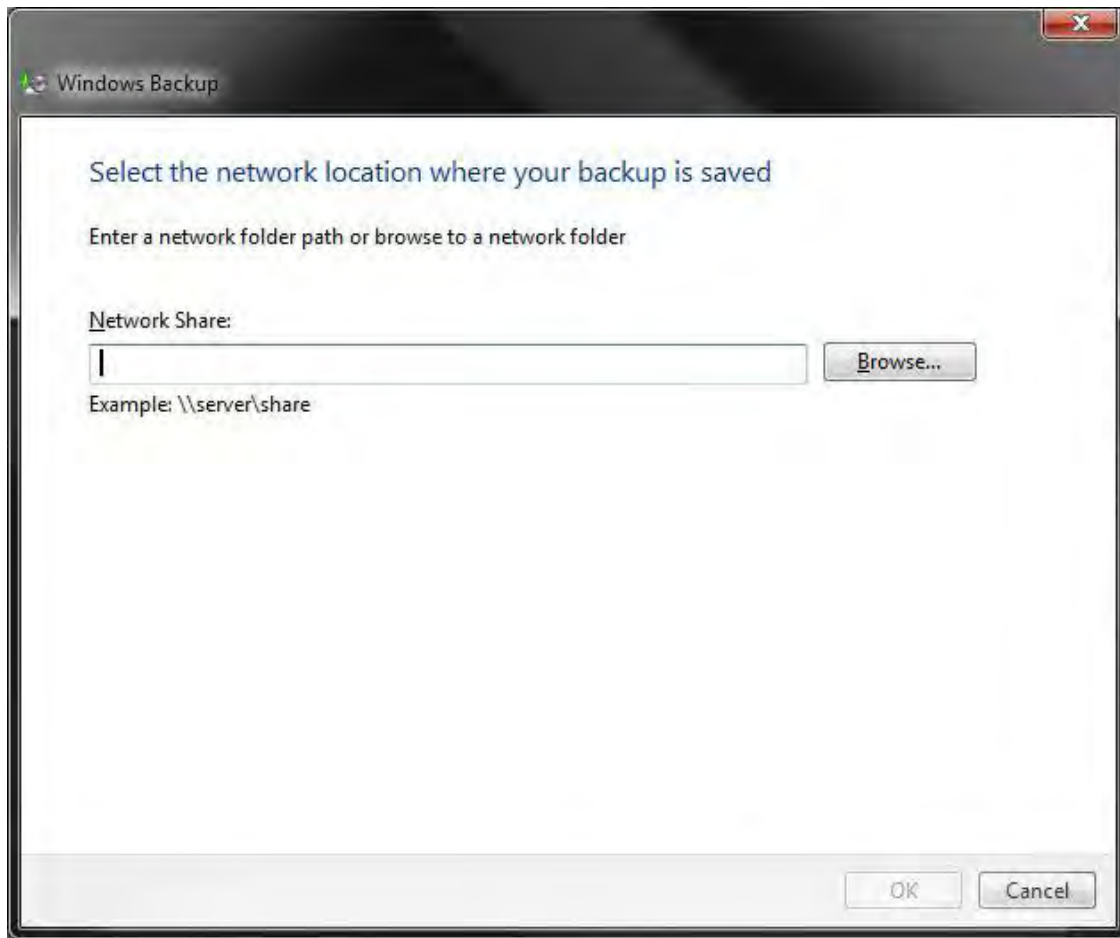 Windows Backup
Select the network location where your backup is saved
Enter a network folder path or browse to a network folder
Network Share:
Browse...
Example: \\server\share
OK
Cancel